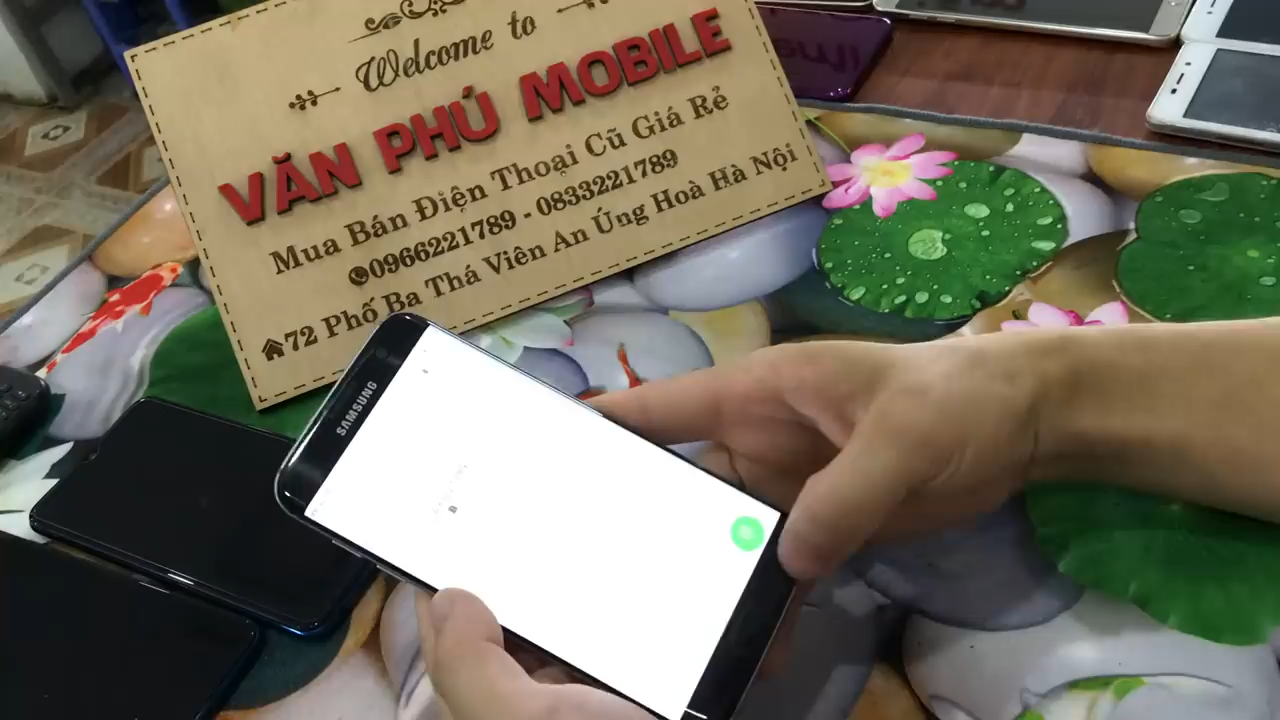 Welcome to
VĂN PHÚ MOBILE
Mua Bán Điện Thoại Cũ Giá Rẻ
0966221789 - 0833221789
72 Phố Ba Thá Viên An Ứng Hoà Hà Nội
SAMSUNG